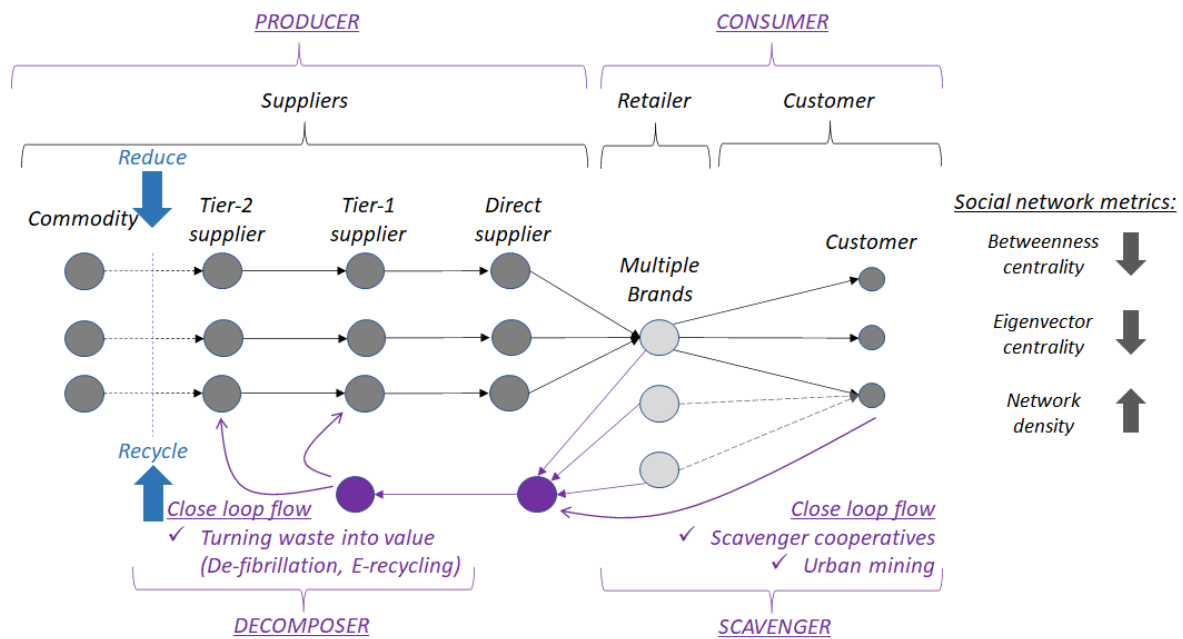 PRODUCER
CONSUMER
Suppliers
Retailer
Customer
Reduce
Commodity
Tier-2
supplier
Tier-1
supplier
Direct
supplier
Multiple
Brands
Customer
Social network metrics:
Betweenness
centrality
Eigenvector
centrality
Network
density
Recycle
Close loop flow
✓ Turning waste into value
(De-fibrillation, E-recycling)
DECOMPOSER
Close loop flow
✓ Scavenger cooperatives
✓ Urban mining
SCAVENGER